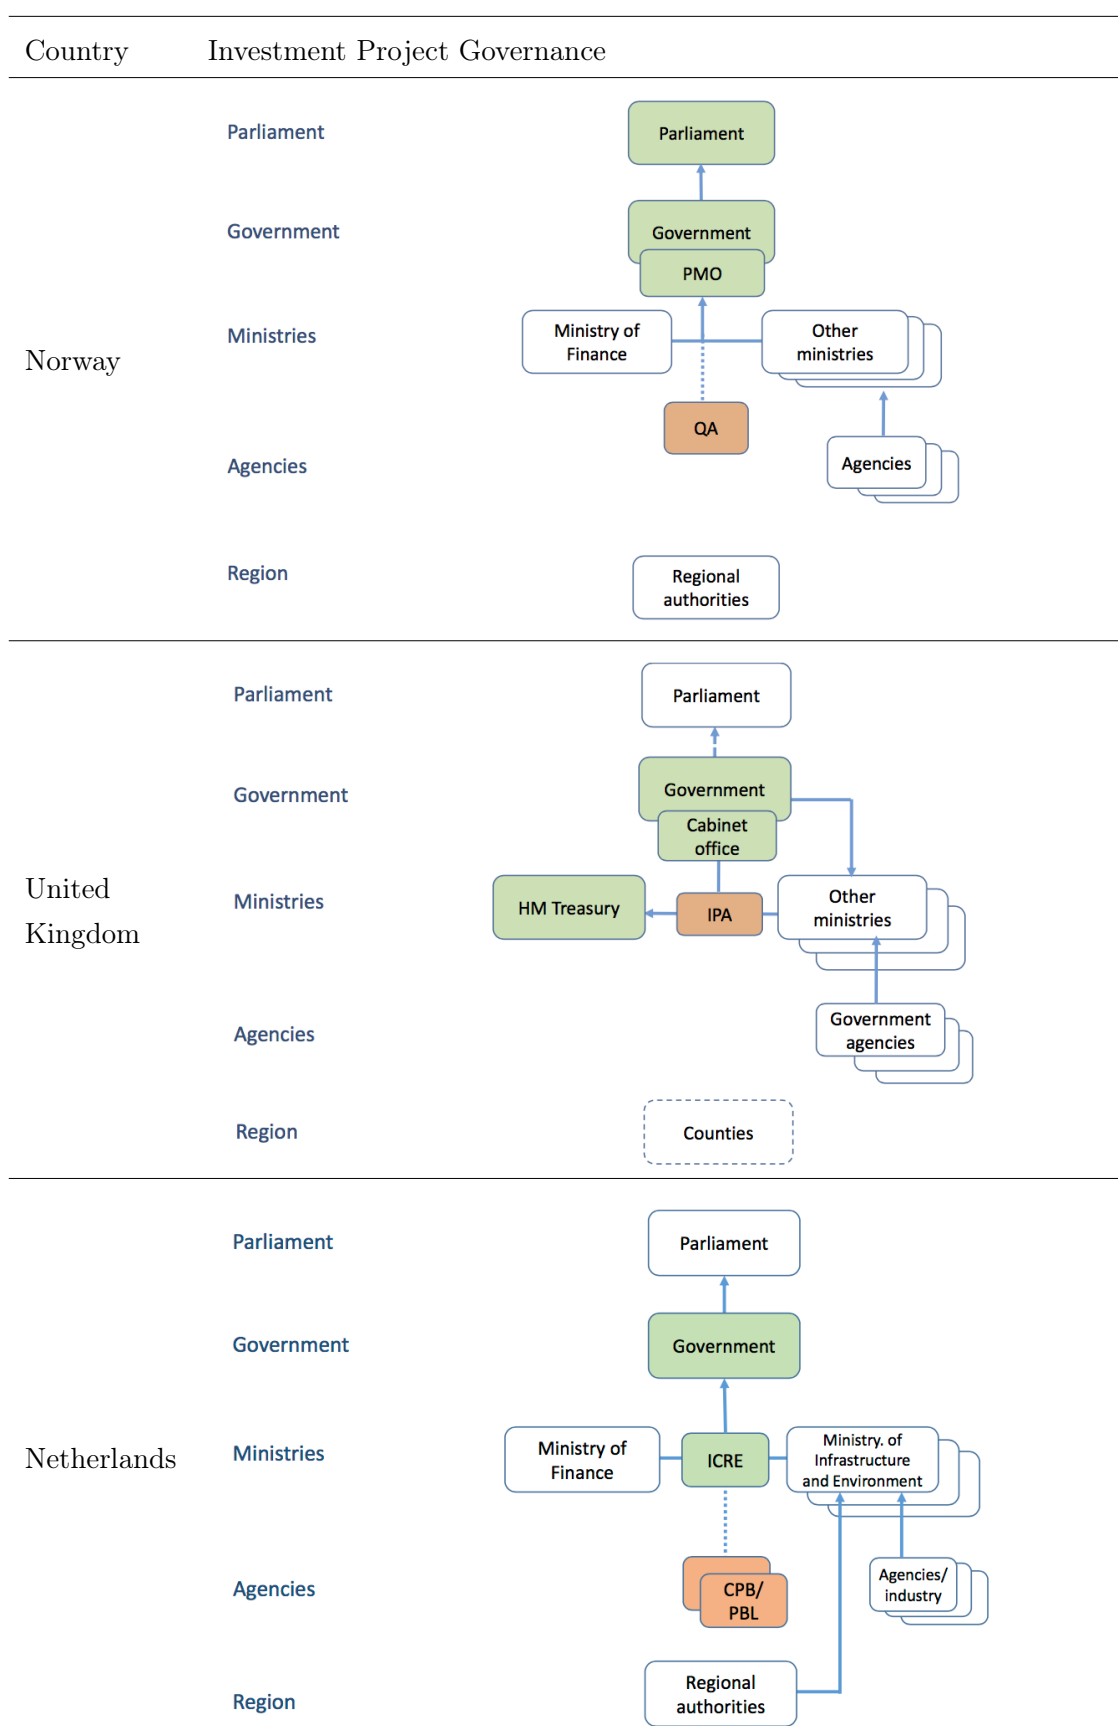 Country Investment Project Governance
Norway
Parliament
Parliament
Government
Government
PMO
Ministries
Ministry of
Finance
Other
ministries
QA
Agencies
Agencies
Region
Regional
authorities
United
Kingdom
Parliament
Parliament
Government
Government
Cabinet
office
Ministries
HM Treasury
IPA
Other
ministries
Agencies
Government
agencies
Region
Counties
Netherlands
Parliament
Parliament
Government
Government
Ministries
Ministry of
Finance
ICRE
Ministry. of
Infrastructure
and Environment
Agencies
CPB/
PBL
Agencies/
industry
Region
Regional
authorities